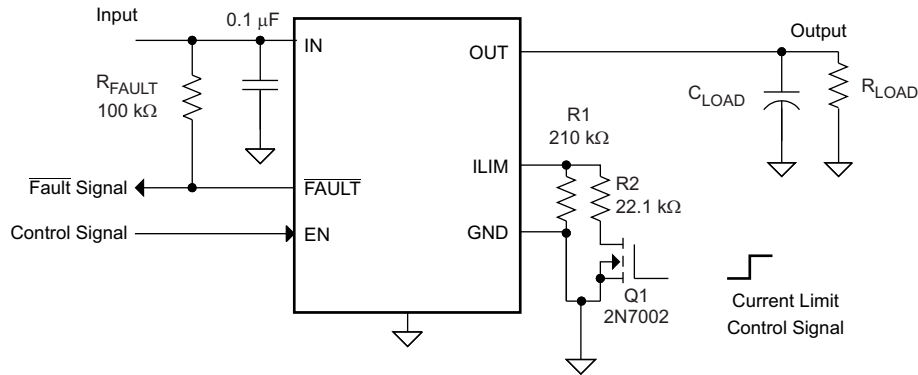 Input
0.1 μF
IN
OUT
Output
R_FAULT
100 kΩ
C_LOAD
R_LOAD
R1
210 kΩ
ILIM
R2
22.1 kΩ
Fault Signal
FAULT
Control Signal
EN
GND
Q1
2N7002
Current Limit
Control Signal